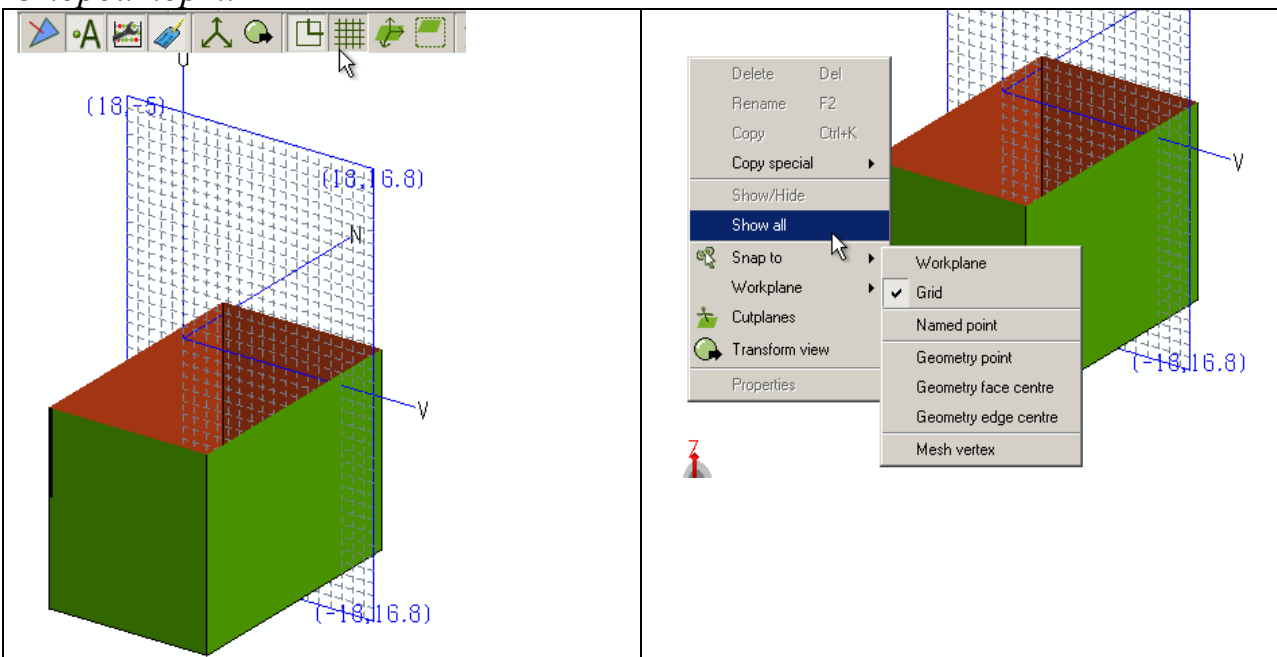 U
(18,-5)
(18,16.8)
N
V
(-18,16.8)
Delete Del
Rename F2
Copy Ctrl+K
Copy special
Show/Hide
Show all
Snap to
Workplane
Cutplanes
Transform view
Properties
Workplane
Grid
Named point
Geometry point
Geometry face centre
Geometry edge centre
Mesh vertex
V
(-18,16.8)
Z
A